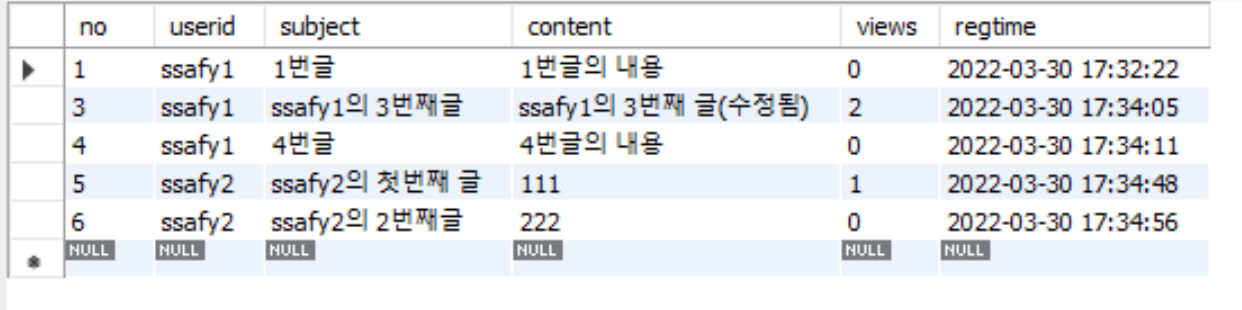 no userid subject content views regtime
1 ssafy1 1번글 1번글의 내용 0 2022-03-30 17:32:22
3 ssafy1 ssafy1의 3번째글 ssafy1의 3번째 글(수정됨) 2 2022-03-30 17:34:05
4 ssafy1 4번글 4번글의 내용 0 2022-03-30 17:34:11
5 ssafy2 ssafy2의 첫번째 글 111 1 2022-03-30 17:34:48
6 ssafy2 ssafy2의 2번째글 222 0 2022-03-30 17:34:56
NULL NULL NULL NULL NULL NULL